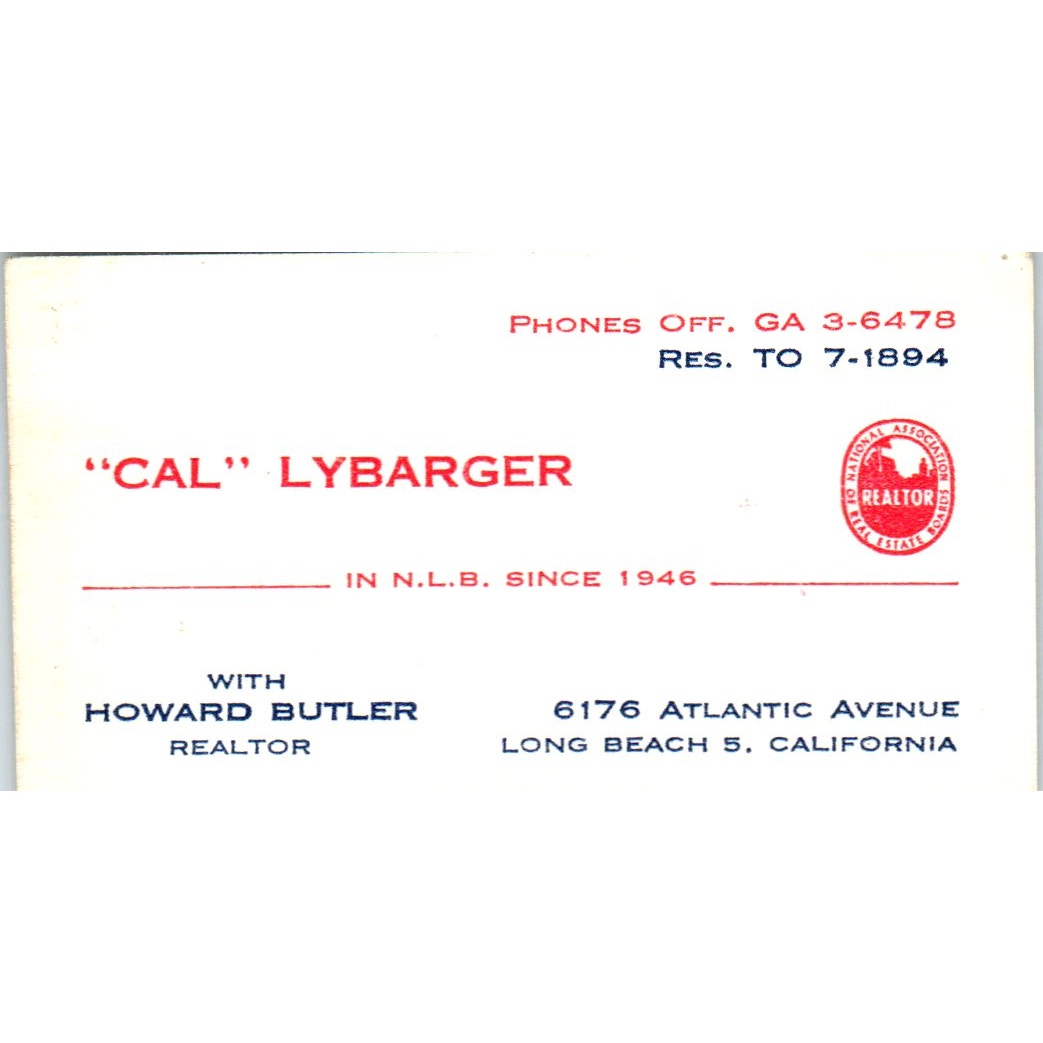 PHONES OFF. GA 3-6478
RES. TO 7-1894
“CAL” LYBARGER
NATIONAL ASSOCIATION
OF REAL ESTATE BOARDS
REALTOR
IN N.L.B. SINCE 1946
WITH
HOWARD BUTLER
REALTOR
6176 ATLANTIC AVENUE
LONG BEACH 5, CALIFORNIA